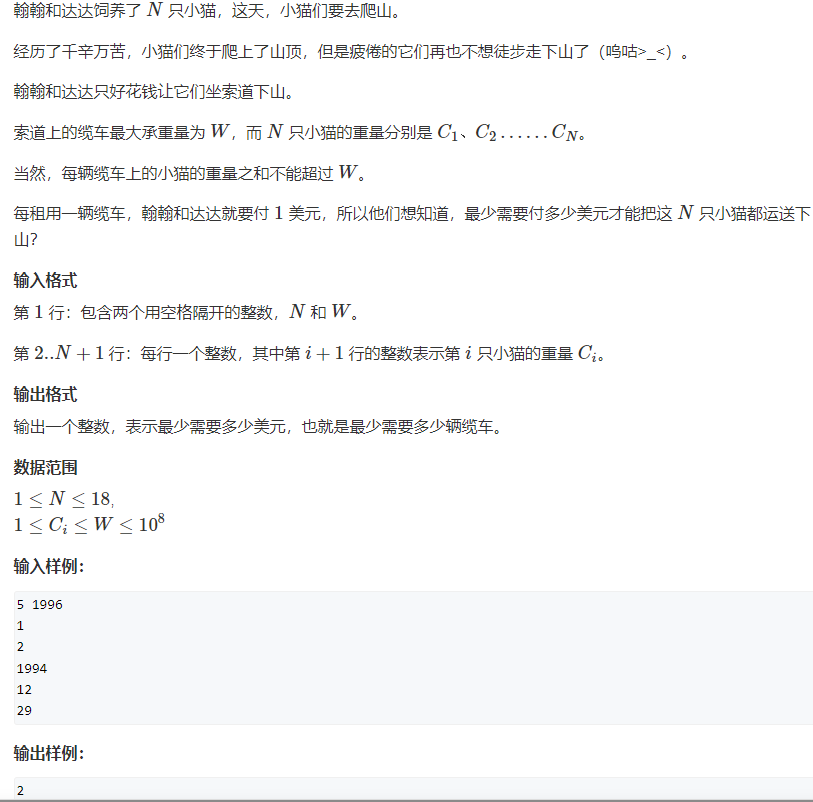 翰翰和达达饲养了 N 只小猫，这天，小猫们要去爬山。
经历了千辛万苦，小猫们终于爬上了山顶，但是疲倦的它们再也不想徒步走下山了（呜咕>_<）。
翰翰和达达只好花钱让它们坐索道下山。
索道上的缆车最大承重量为 W，而 N 只小猫的重量分别是 C₁、C₂……C_N。
当然，每辆缆车上的小猫的重量之和不能超过 W。
每租用一辆缆车，翰翰和达达就要付 1 美元，所以他们想知道，最少需要付多少美元才能把这 N 只小猫都运送下
山？
输入格式
第 1 行：包含两个用空格隔开的整数，N 和 W。
第 2..N + 1 行：每行一个整数，其中第 i + 1 行的整数表示第 i 只小猫的重量 C_i。
输出格式
输出一个整数，表示最少需要多少美元，也就是最少需要多少辆缆车。
数据范围
1 ≤ N ≤ 18,
1 ≤ C_i ≤ W ≤ 10⁸
输入样例：
5 1996
1
2
1994
12
29
输出样例：
2